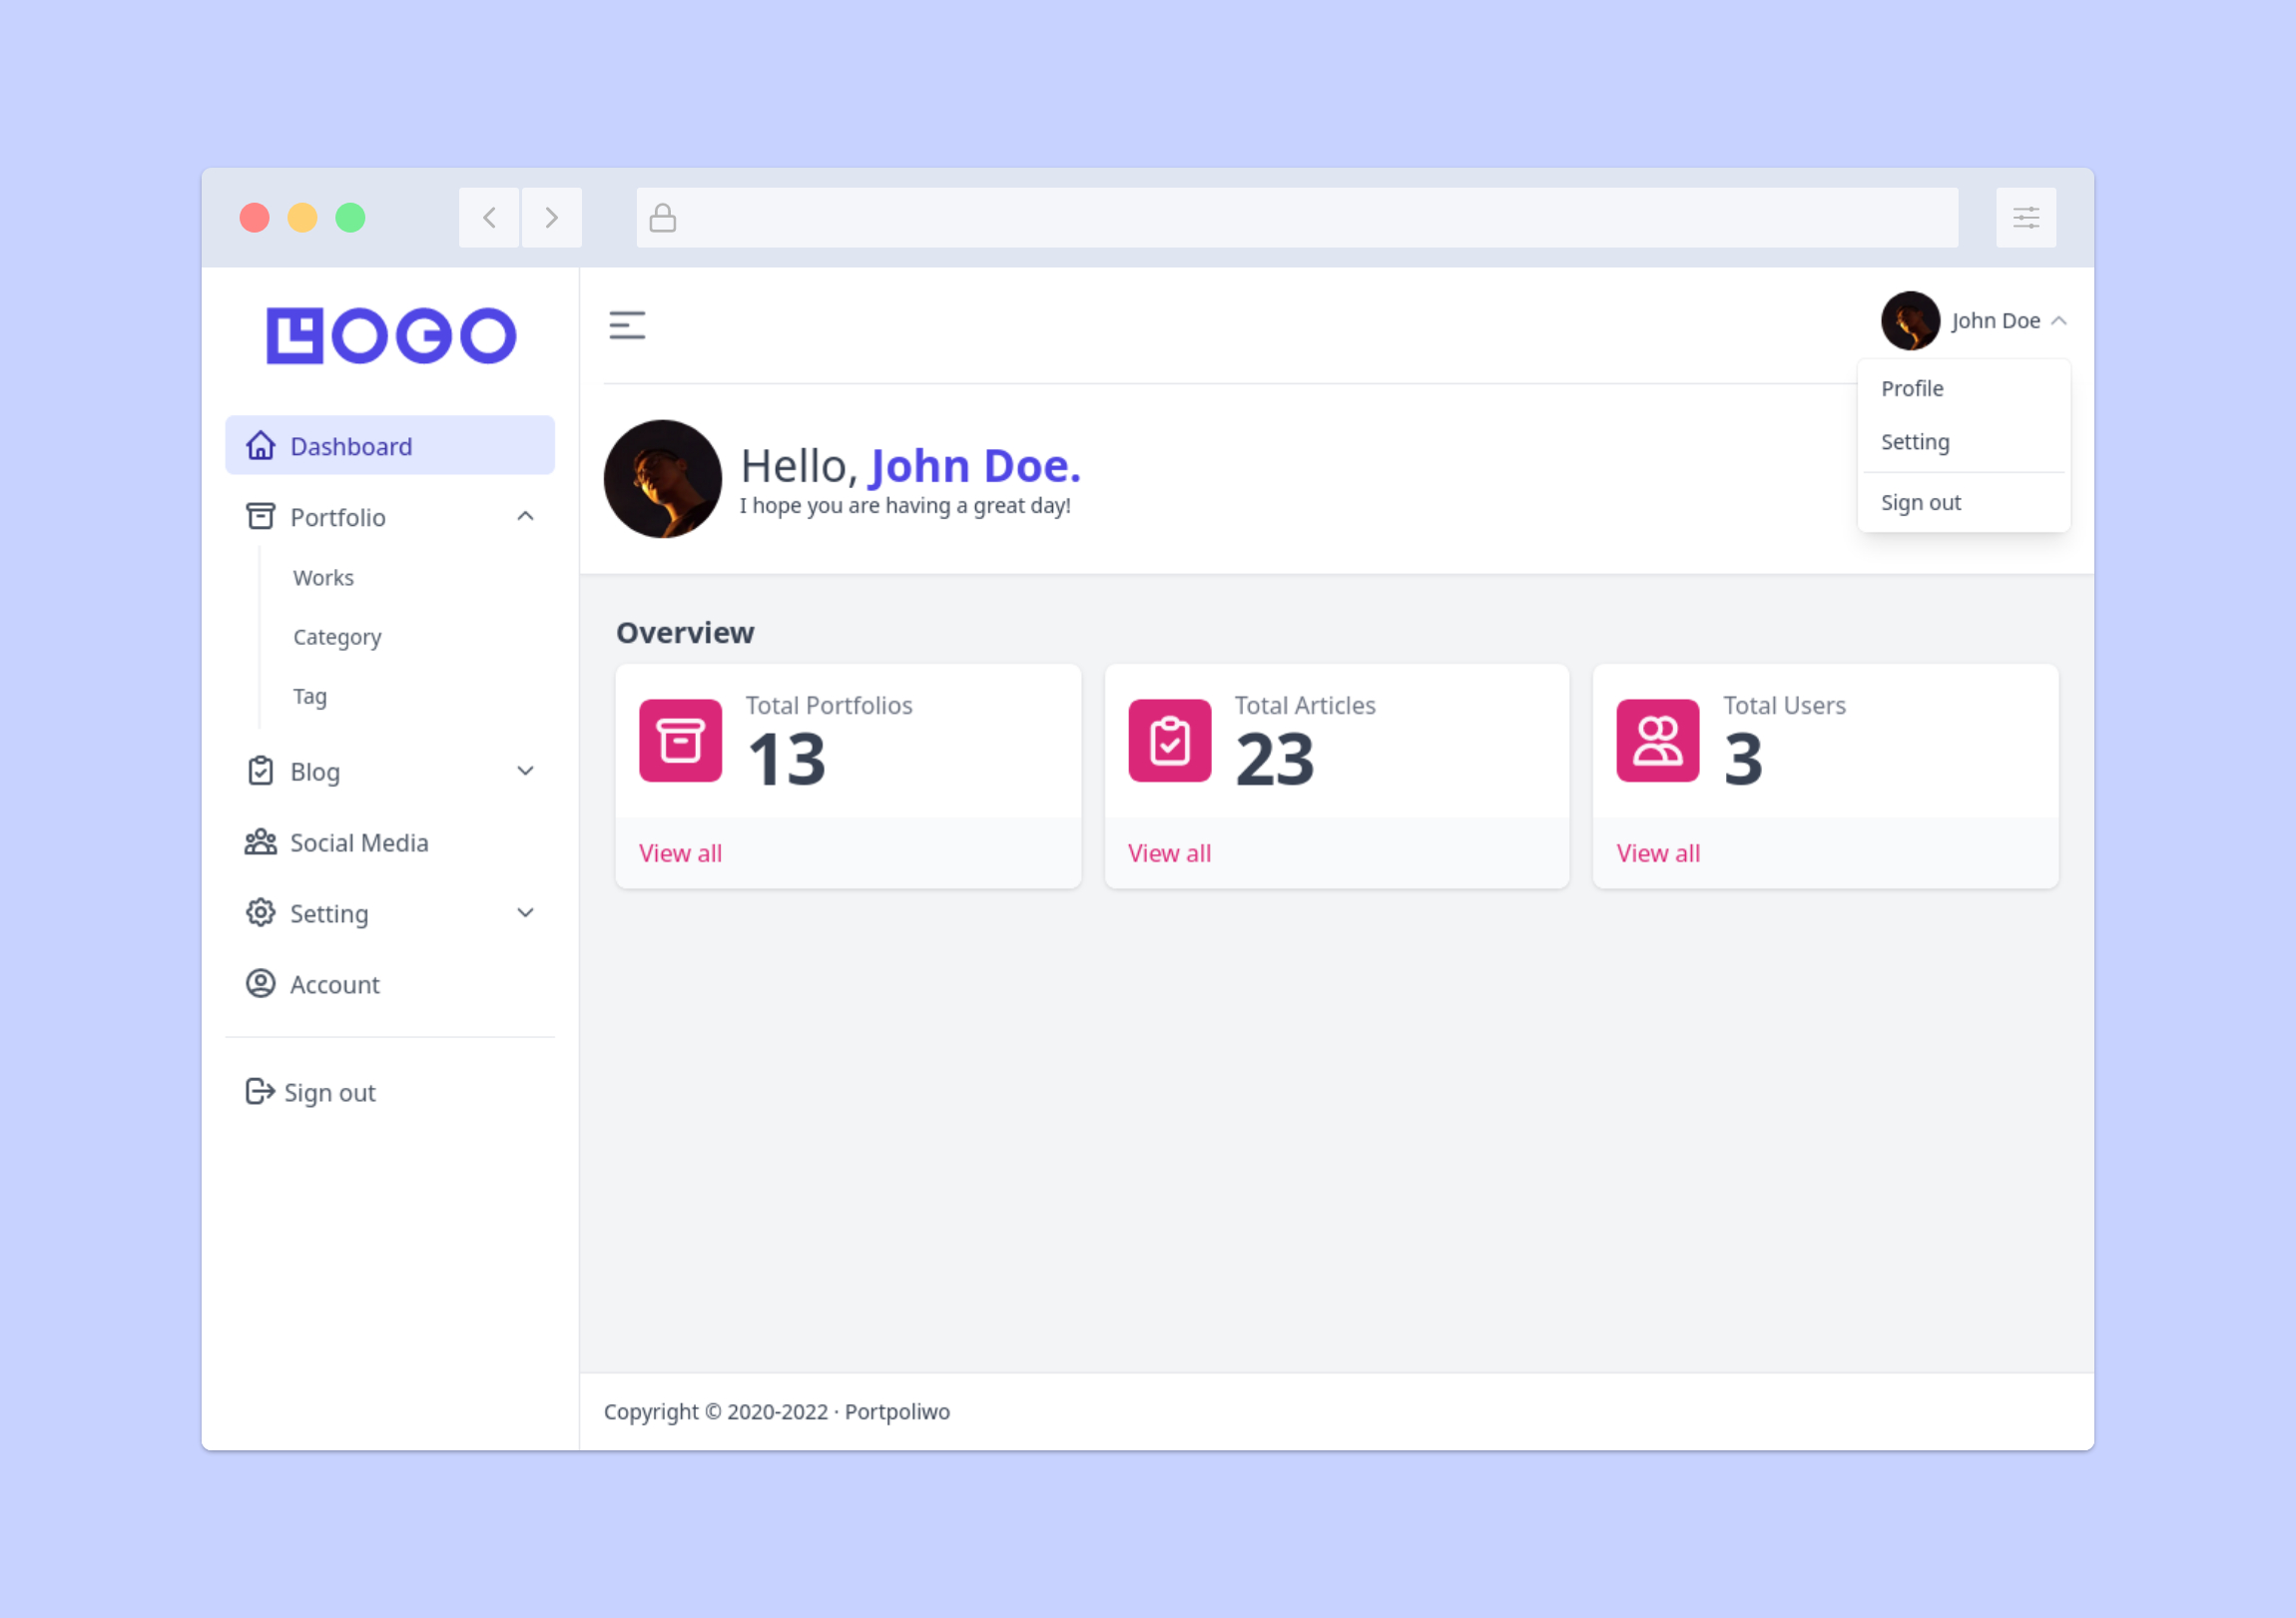 LOGO
Dashboard
Portfolio
Works
Category
Tag
Blog
Social Media
Setting
Account
Sign out
John Doe
Profile
Setting
Sign out
Hello, John Doe.
I hope you are having a great day!
Overview
Total Portfolios
13
View all
Total Articles
23
View all
Total Users
3
View all
Copyright © 2020-2022 · Portpoliwo